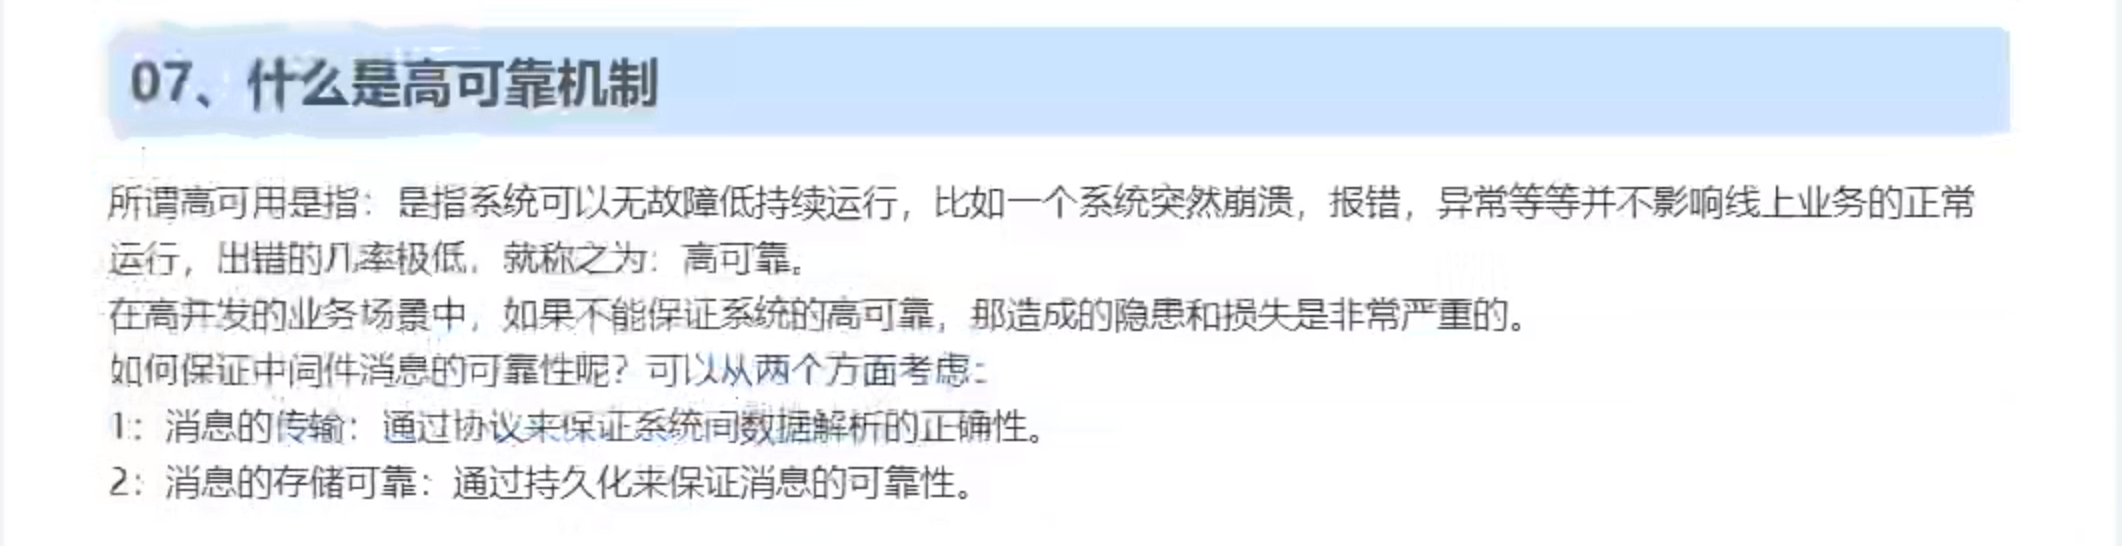 07、什么是高可靠机制
所谓高可用是指：是指系统可以无故障低持续运行，比如一个系统突然崩溃，报错，异常等等并不影响线上业务的正常
运行，出错的几率极低，就称之为：高可靠。
在高并发的业务场景中，如果不能保证系统的高可靠，那造成的隐患和损失是非常严重的。
如何保证中间件消息的可靠性呢？可以从两个方面考虑：
1：消息的传输：通过协议来保证系统间数据解析的正确性。
2：消息的存储可靠：通过持久化来保证消息的可靠性。